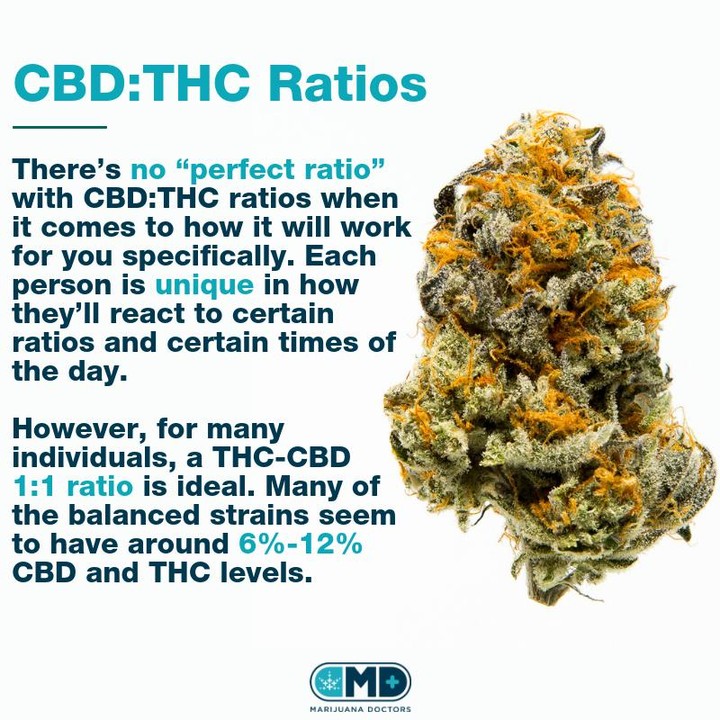 CBD:THC Ratios
There’s no “perfect ratio”
with CBD:THC ratios when
it comes to how it will work
for you specifically. Each
person is unique in how
they’ll react to certain
ratios and certain times of
the day.
However, for many
individuals, a THC-CBD
1:1 ratio is ideal. Many of
the balanced strains seem
to have around 6%-12%
CBD and THC levels.
MD
MARIJUANA DOCTORS